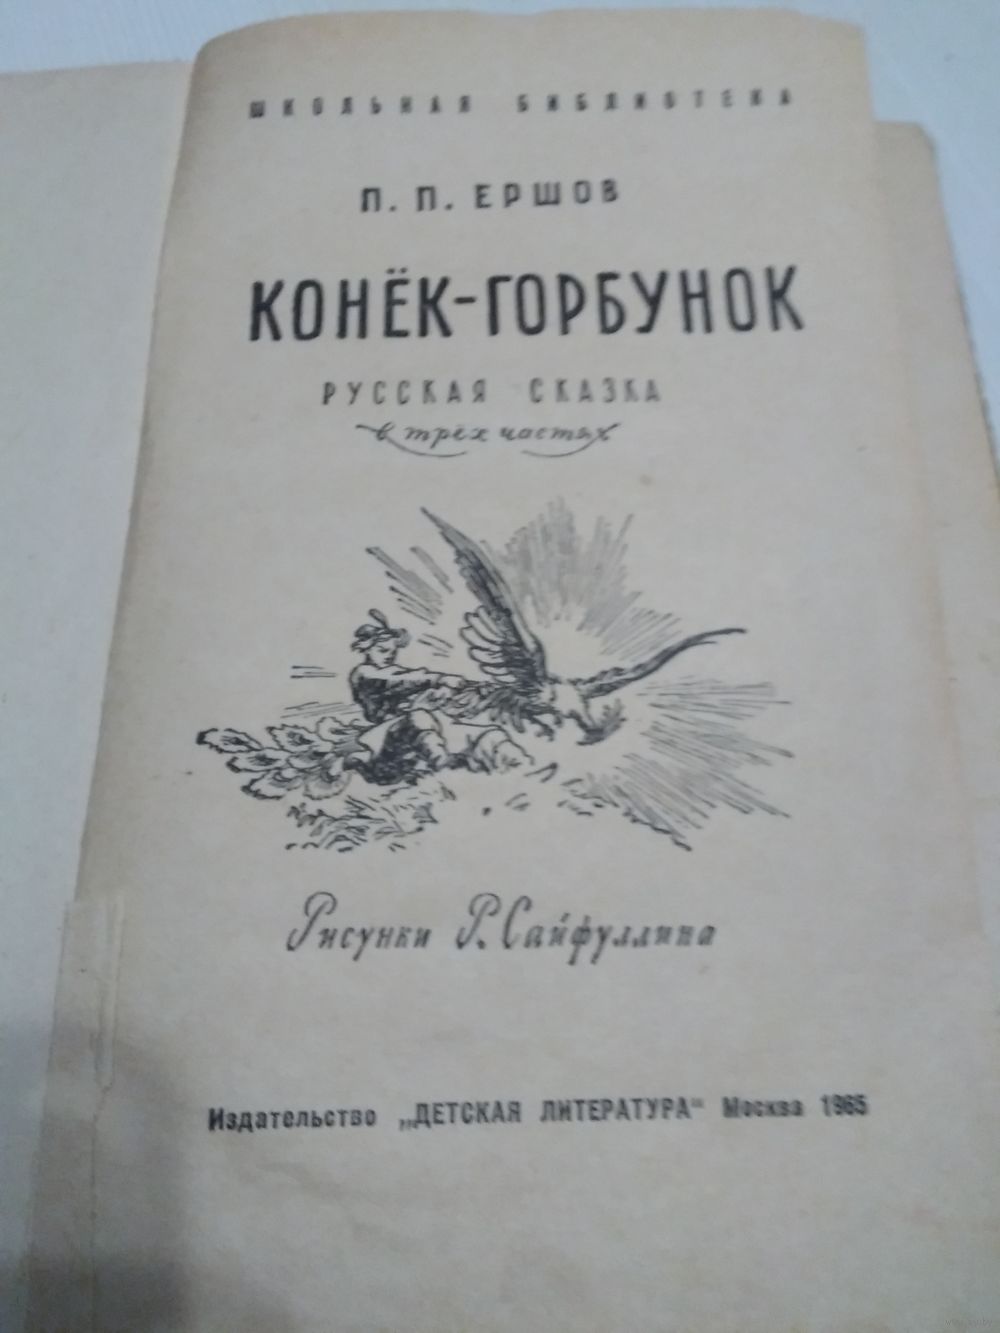 ШКОЛЬНАЯ БИБЛИОТЕКА
П. П. ЕРШОВ
КОНЁК-ГОРБУНОК
РУССКАЯ СКАЗКА
в трёх частях
Рисунки Р. Сайфуллина
Издательство „ДЕТСКАЯ ЛИТЕРАТУРА" Москва 1965